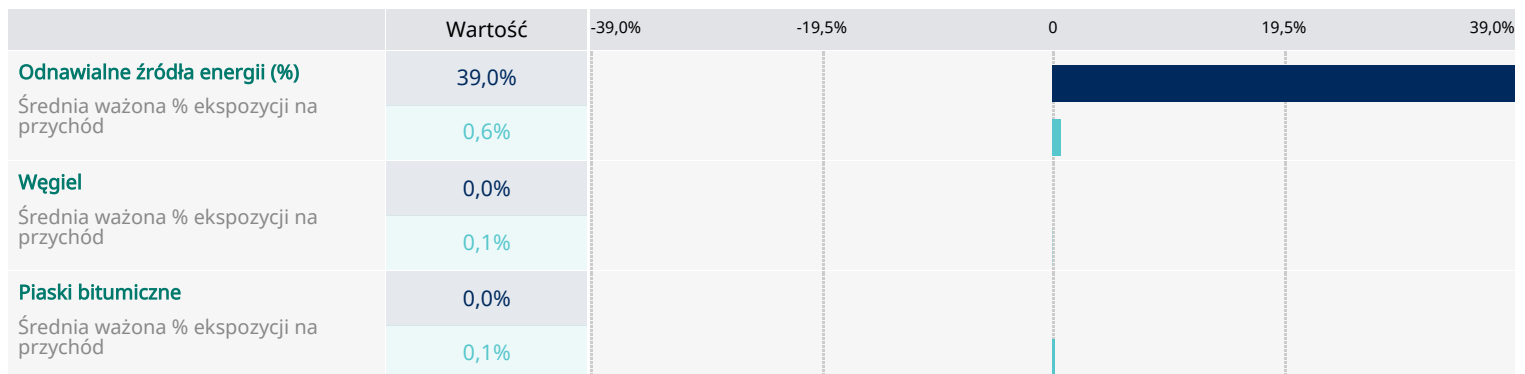 Wartość -39,0% -19,5% 0 19,5% 39,0%
Odnawialne źródła energii (%)
39,0%
Średnia ważona % ekspozycji na
przychód
0,6%
Węgiel
0,0%
Średnia ważona % ekspozycji na
przychód
0,1%
Piaski bitumiczne
0,0%
Średnia ważona % ekspozycji na
przychód
0,1%